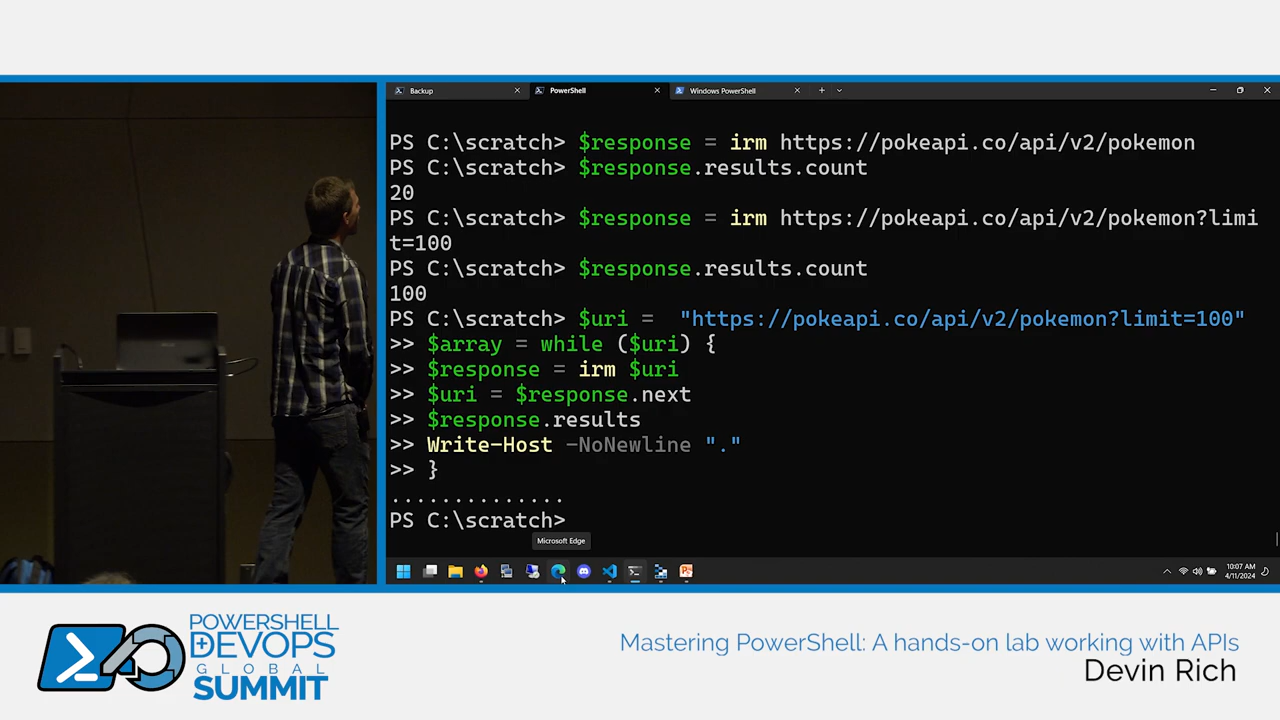 Backup
PowerShell
Windows PowerShell
PS C:\scratch> $response = irm https://pokeapi.co/api/v2/pokemon
PS C:\scratch> $response.results.count
20
PS C:\scratch> $response = irm https://pokeapi.co/api/v2/pokemon?limi
t=100
PS C:\scratch> $response.results.count
100
PS C:\scratch> $uri =  "https://pokeapi.co/api/v2/pokemon?limit=100"
>> $array = while ($uri) {
>> $response = irm $uri
>> $uri = $response.next
>> $response.results
>> Write-Host -NoNewline "."
>> }
..............
PS C:\scratch>
Microsoft Edge
10:07 AM
4/11/2024
POWERSHELL
DEVOPS
GLOBAL
SUMMIT
Mastering PowerShell: A hands-on lab working with APIs
Devin Rich